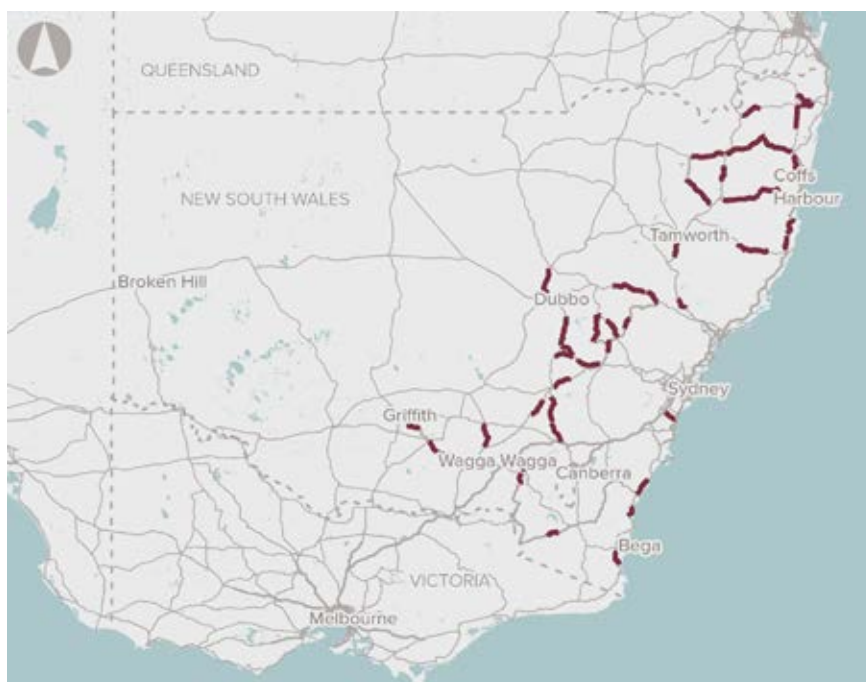 QUEENSLAND
NEW SOUTH WALES
Coffs
Harbour
Tamworth
Broken Hill
Dubbo
Sydney
Griffith
Wagga Wagga
Canberra
Bega
VICTORIA
Melbourne